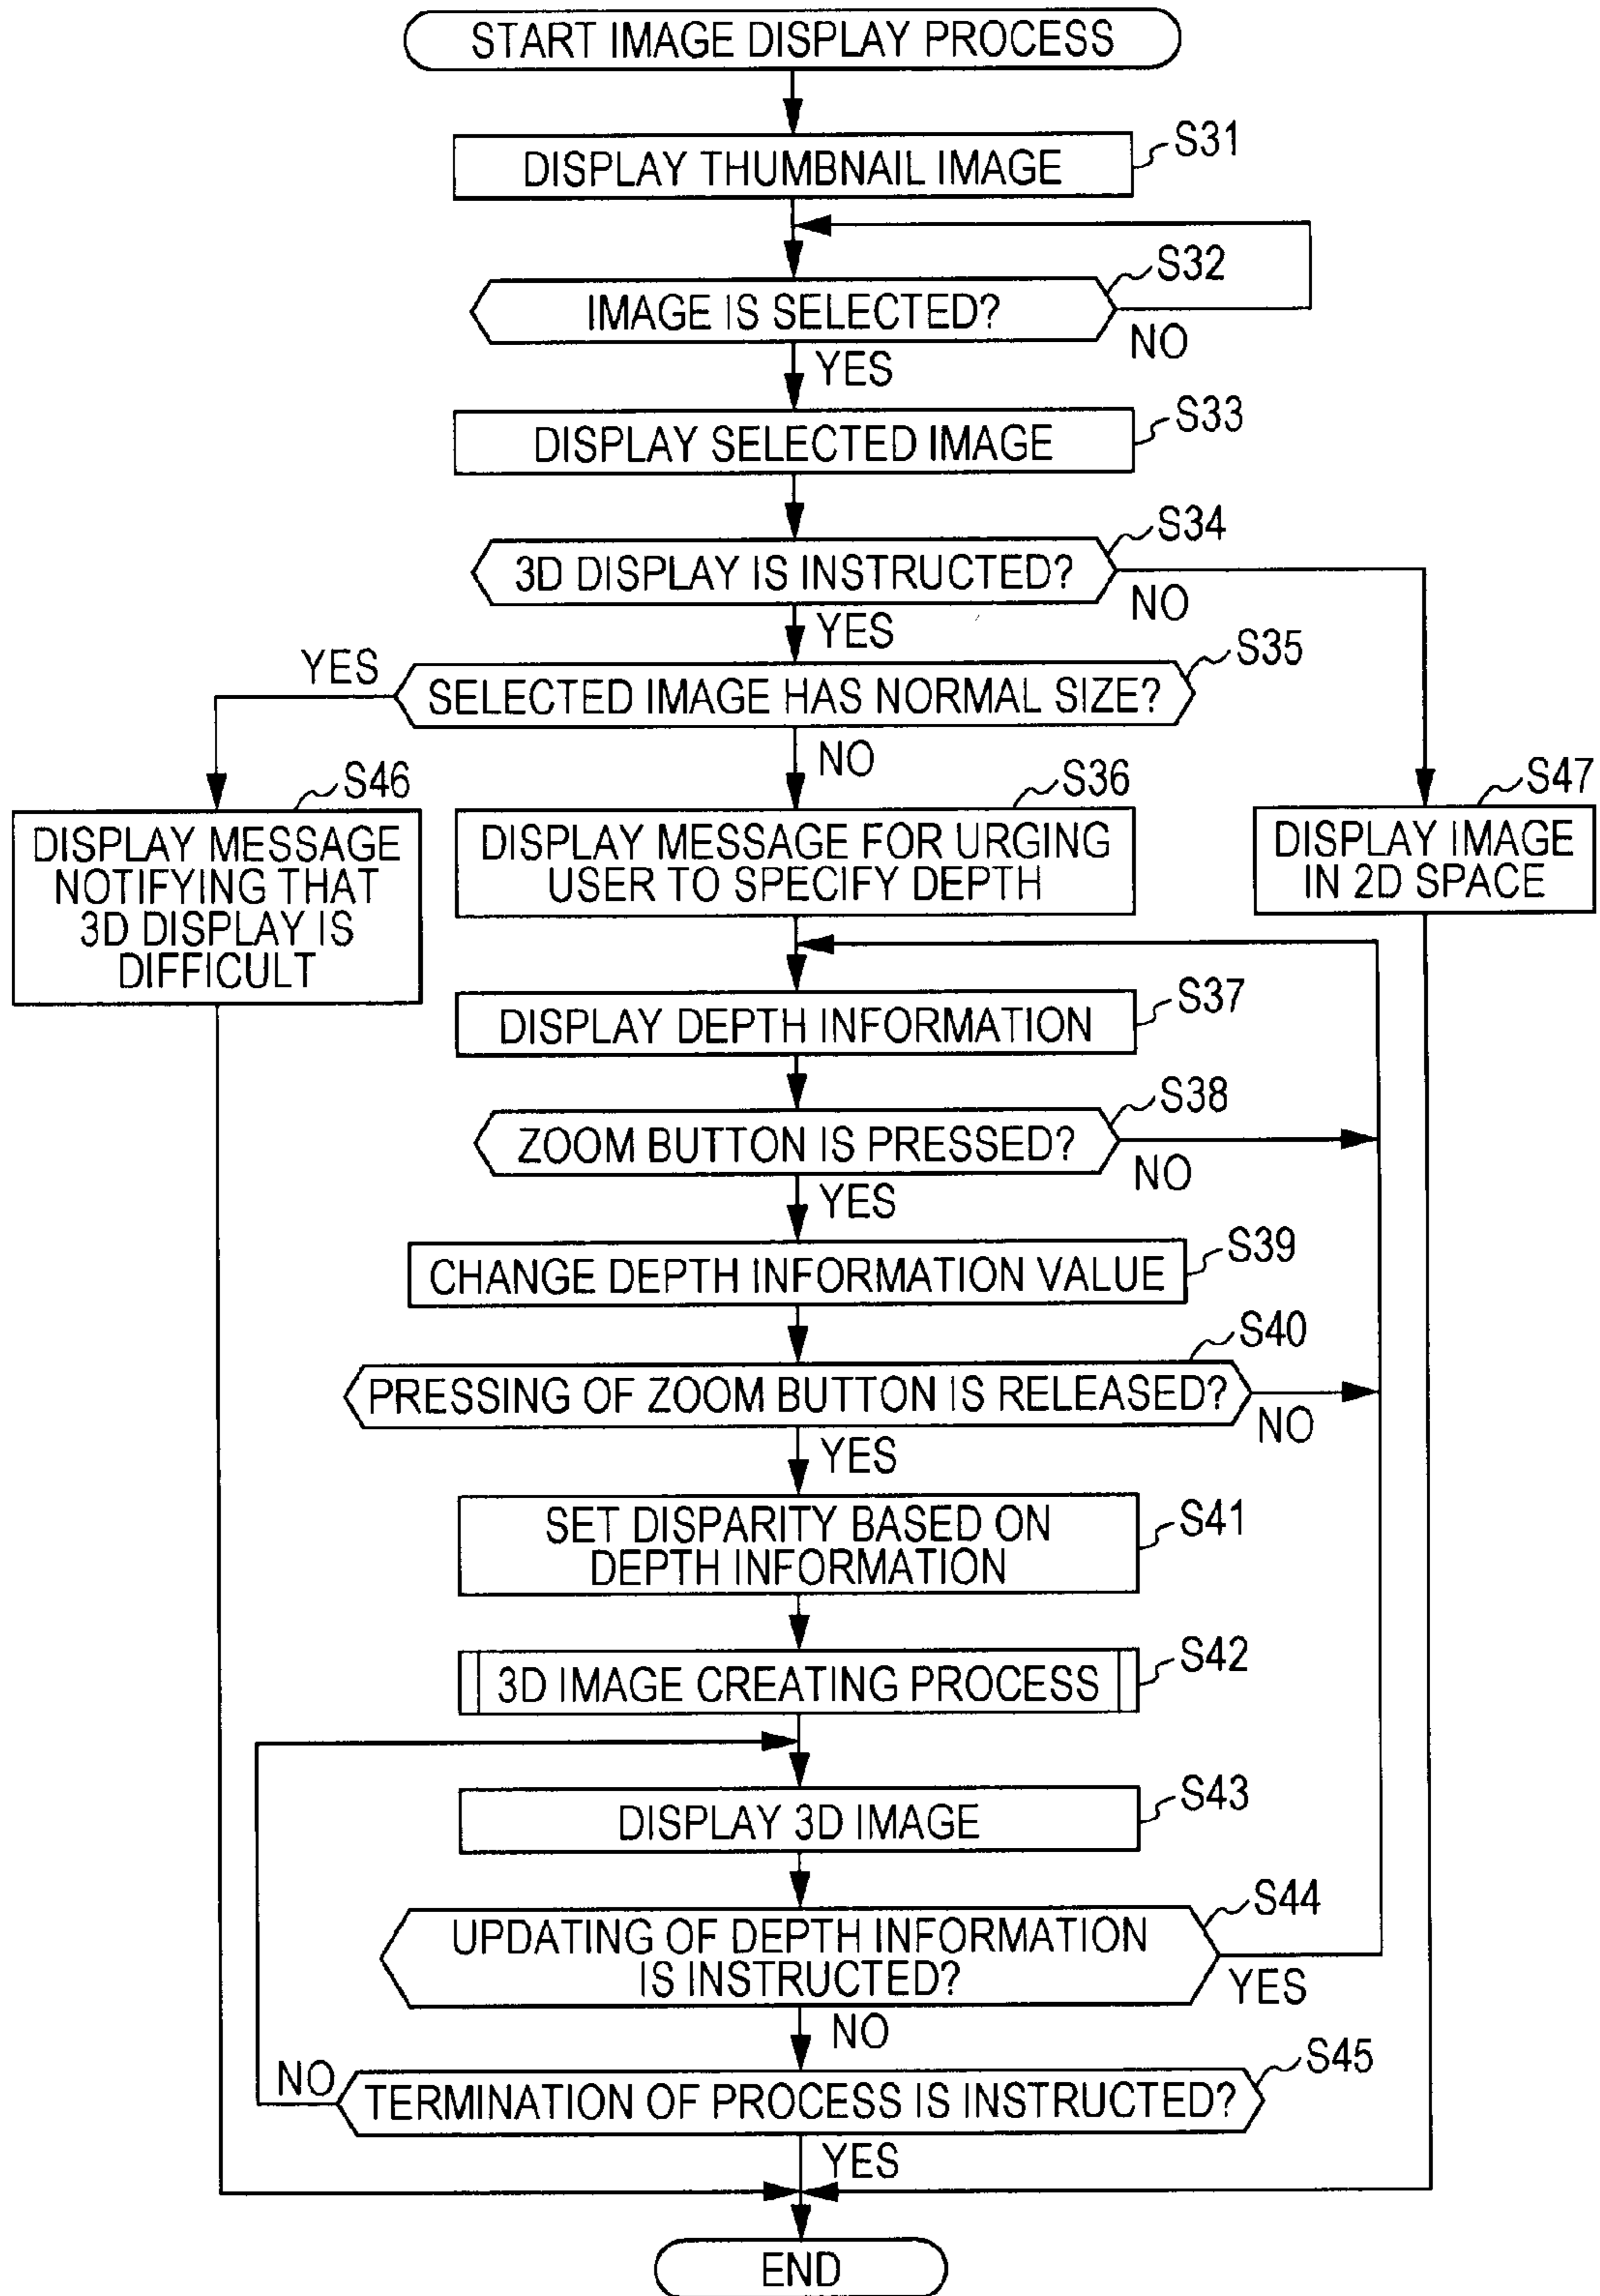 START IMAGE DISPLAY PROCESS
S31
DISPLAY THUMBNAIL IMAGE
S32
IMAGE IS SELECTED?
NO
YES
S33
DISPLAY SELECTED IMAGE
S34
3D DISPLAY IS INSTRUCTED?
NO
YES
S35
YES
SELECTED IMAGE HAS NORMAL SIZE?
NO
S46
DISPLAY MESSAGE
NOTIFYING THAT
3D DISPLAY IS
DIFFICULT
S36
DISPLAY MESSAGE FOR URGING
USER TO SPECIFY DEPTH
S47
DISPLAY IMAGE
IN 2D SPACE
S37
DISPLAY DEPTH INFORMATION
S38
ZOOM BUTTON IS PRESSED?
NO
YES
S39
CHANGE DEPTH INFORMATION VALUE
S40
PRESSING OF ZOOM BUTTON IS RELEASED?
NO
YES
S41
SET DISPARITY BASED ON
DEPTH INFORMATION
S42
3D IMAGE CREATING PROCESS
S43
DISPLAY 3D IMAGE
S44
UPDATING OF DEPTH INFORMATION
IS INSTRUCTED?
YES
NO
S45
NO
TERMINATION OF PROCESS IS INSTRUCTED?
YES
END